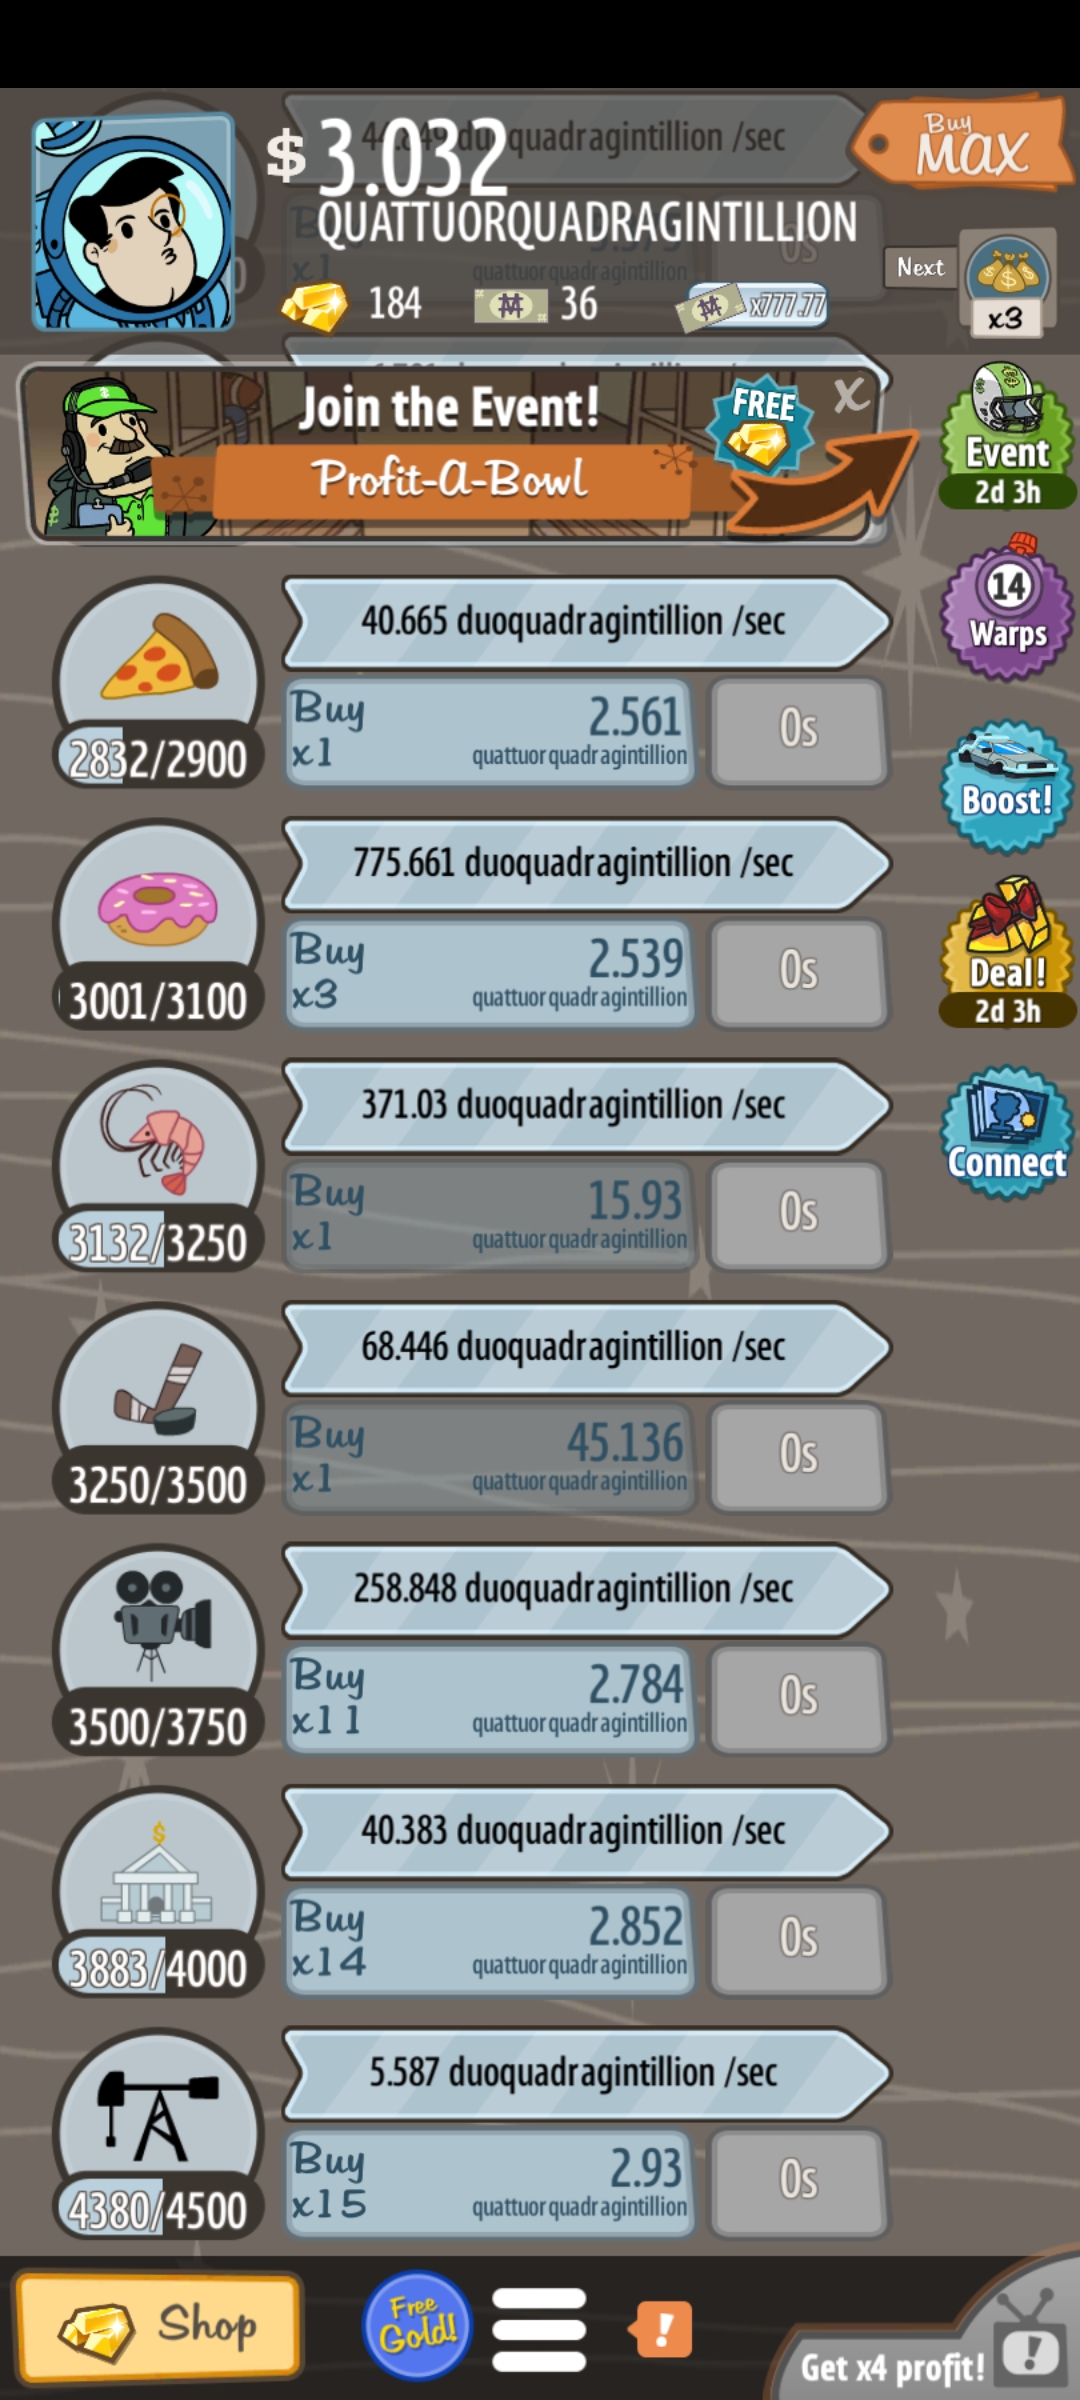 $ 3.032
QUATTUORQUADRAGINTILLION
duoquadragintillion /sec
Buy
MAX
x1
quattuorquadragintillion
0s
184
36
x777.77
Next
x3
Join the Event!
Profit-A-Bowl
FREE
X
Event
2d 3h
40.665 duoquadragintillion /sec
Buy
x1
2.561
quattuorquadragintillion
0s
2832/2900
14
Warps
Boost!
775.661 duoquadragintillion /sec
Buy
x3
2.539
quattuorquadragintillion
0s
3001/3100
Deal!
2d 3h
371.03 duoquadragintillion /sec
Buy
x1
15.93
quattuorquadragintillion
0s
3132/3250
Connect
68.446 duoquadragintillion /sec
Buy
x1
45.136
quattuorquadragintillion
0s
3250/3500
258.848 duoquadragintillion /sec
Buy
x11
2.784
quattuorquadragintillion
0s
3500/3750
40.383 duoquadragintillion /sec
Buy
x14
2.852
quattuorquadragintillion
0s
3883/4000
5.587 duoquadragintillion /sec
Buy
x15
2.93
quattuorquadragintillion
0s
4380/4500
Shop
Free
Gold!
!
Get x4 profit!
!